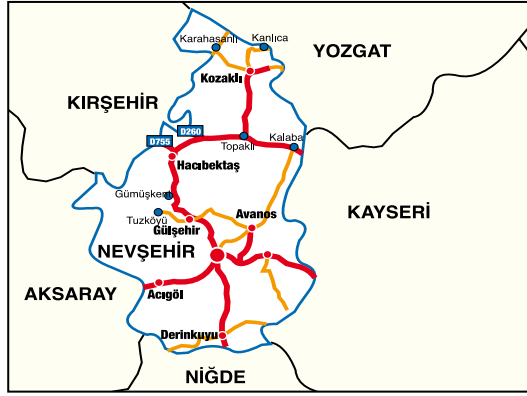 Karahasanlı
Kanlıca
YOZGAT
Kozaklı
KIRŞEHİR
D260
D765
Topaklı
Kalaba
Hacıbektaş
Gümüşkent
Tuzköyü
Avanos
KAYSERİ
Gülşehir
NEVŞEHİR
AKSARAY
Acıgöl
Derinkuyu
NİĞDE